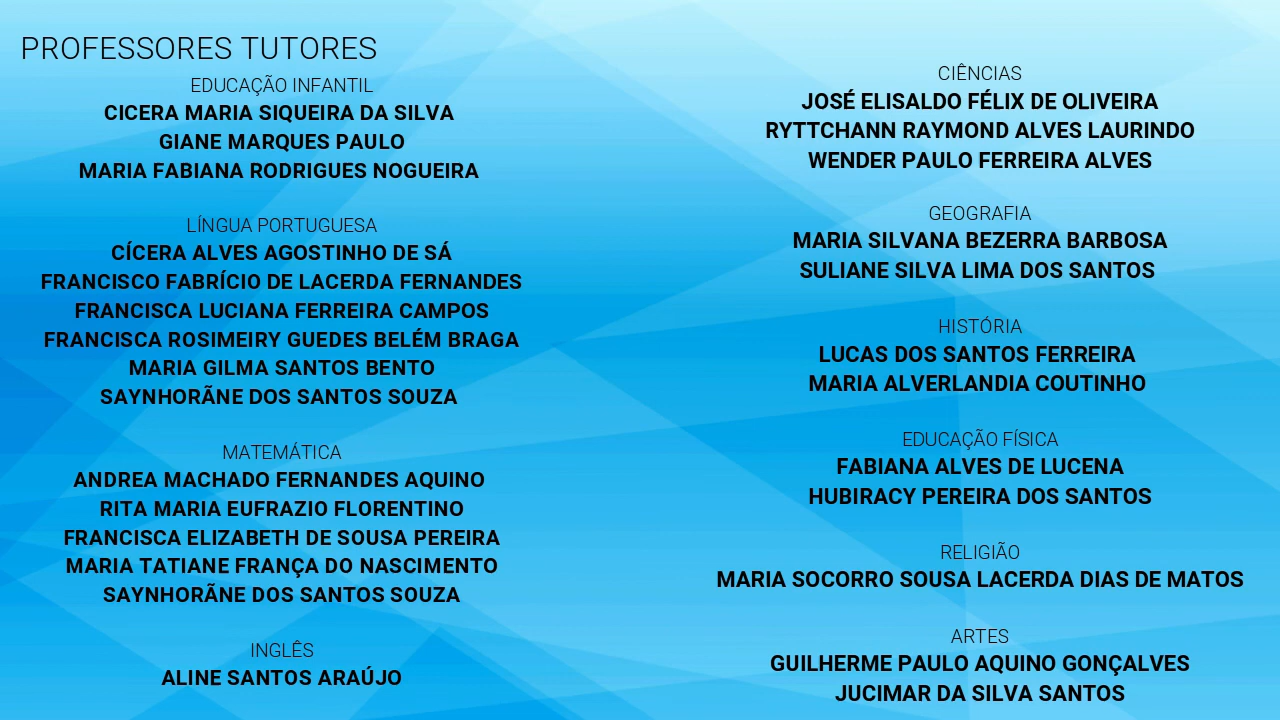 PROFESSORES TUTORES
EDUCAÇÃO INFANTIL
CICERA MARIA SIQUEIRA DA SILVA
GIANE MARQUES PAULO
MARIA FABIANA RODRIGUES NOGUEIRA
LÍNGUA PORTUGUESA
CÍCERA ALVES AGOSTINHO DE SÁ
FRANCISCO FABRÍCIO DE LACERDA FERNANDES
FRANCISCA LUCIANA FERREIRA CAMPOS
FRANCISCA ROSIMEIRY GUEDES BELÉM BRAGA
MARIA GILMA SANTOS BENTO
SAYNHORÃNE DOS SANTOS SOUZA
MATEMÁTICA
ANDREA MACHADO FERNANDES AQUINO
RITA MARIA EUFRAZIO FLORENTINO
FRANCISCA ELIZABETH DE SOUSA PEREIRA
MARIA TATIANE FRANÇA DO NASCIMENTO
SAYNHORÃNE DOS SANTOS SOUZA
INGLÊS
ALINE SANTOS ARAÚJO
CIÊNCIAS
JOSÉ ELISALDO FÉLIX DE OLIVEIRA
RYTTCHANN RAYMOND ALVES LAURINDO
WENDER PAULO FERREIRA ALVES
GEOGRAFIA
MARIA SILVANA BEZERRA BARBOSA
SULIANE SILVA LIMA DOS SANTOS
HISTÓRIA
LUCAS DOS SANTOS FERREIRA
MARIA ALVERLANDIA COUTINHO
EDUCAÇÃO FÍSICA
FABIANA ALVES DE LUCENA
HUBIRACY PEREIRA DOS SANTOS
RELIGIÃO
MARIA SOCORRO SOUSA LACERDA DIAS DE MATOS
ARTES
GUILHERME PAULO AQUINO GONÇALVES
JUCIMAR DA SILVA SANTOS